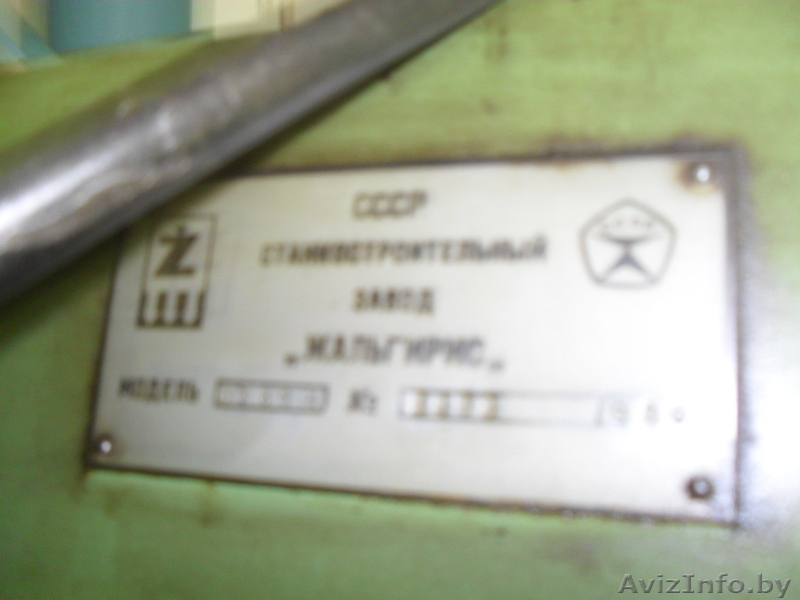 СССР
Ż
СТАНКОСТРОИТЕЛЬНЫЙ
ЗАВОД
„ЖАЛЬГИРИС„
МОДЕЛЬ №
AvizInfo.by